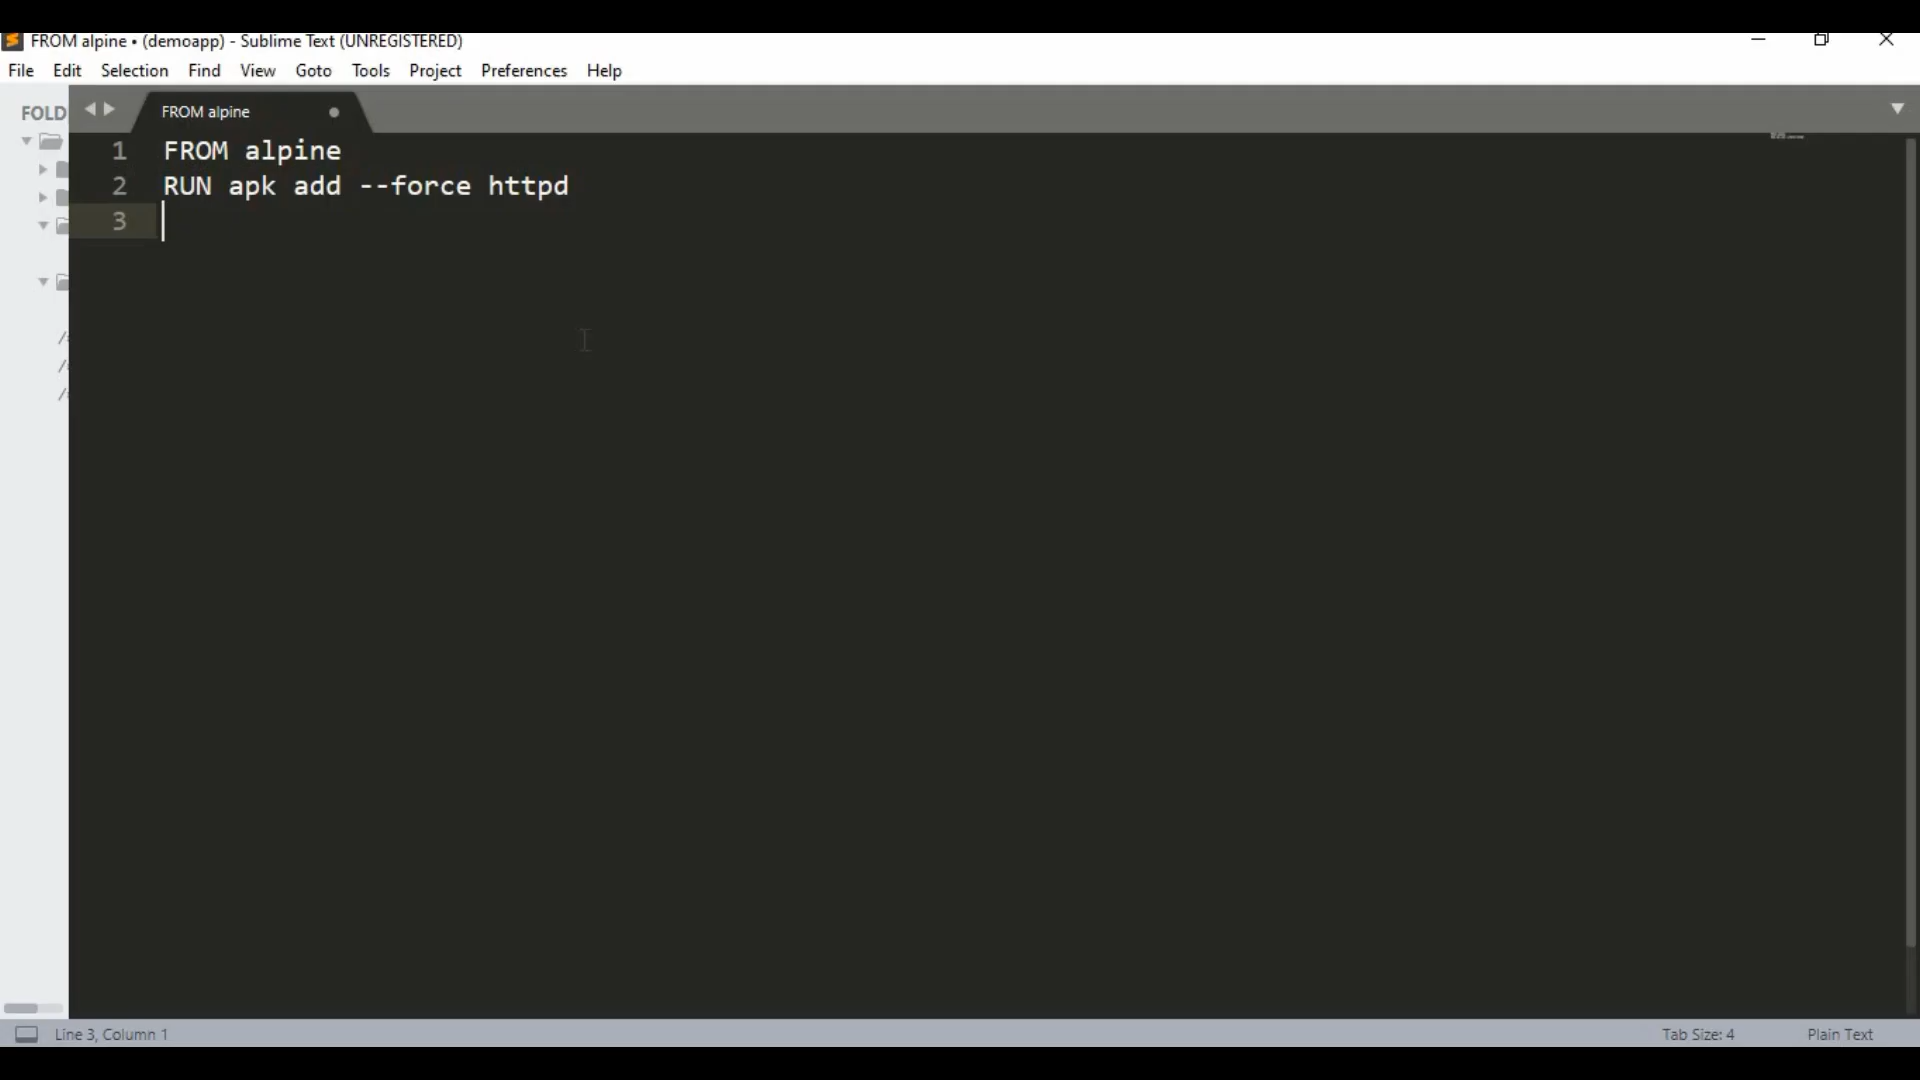 FROM alpine • (demoapp) - Sublime Text (UNREGISTERED)
File Edit Selection Find View Goto Tools Project Preferences Help
FOLD
FROM alpine
1 FROM alpine
2 RUN apk add --force httpd
3
Line 3, Column 1
Tab Size: 4
Plain Text